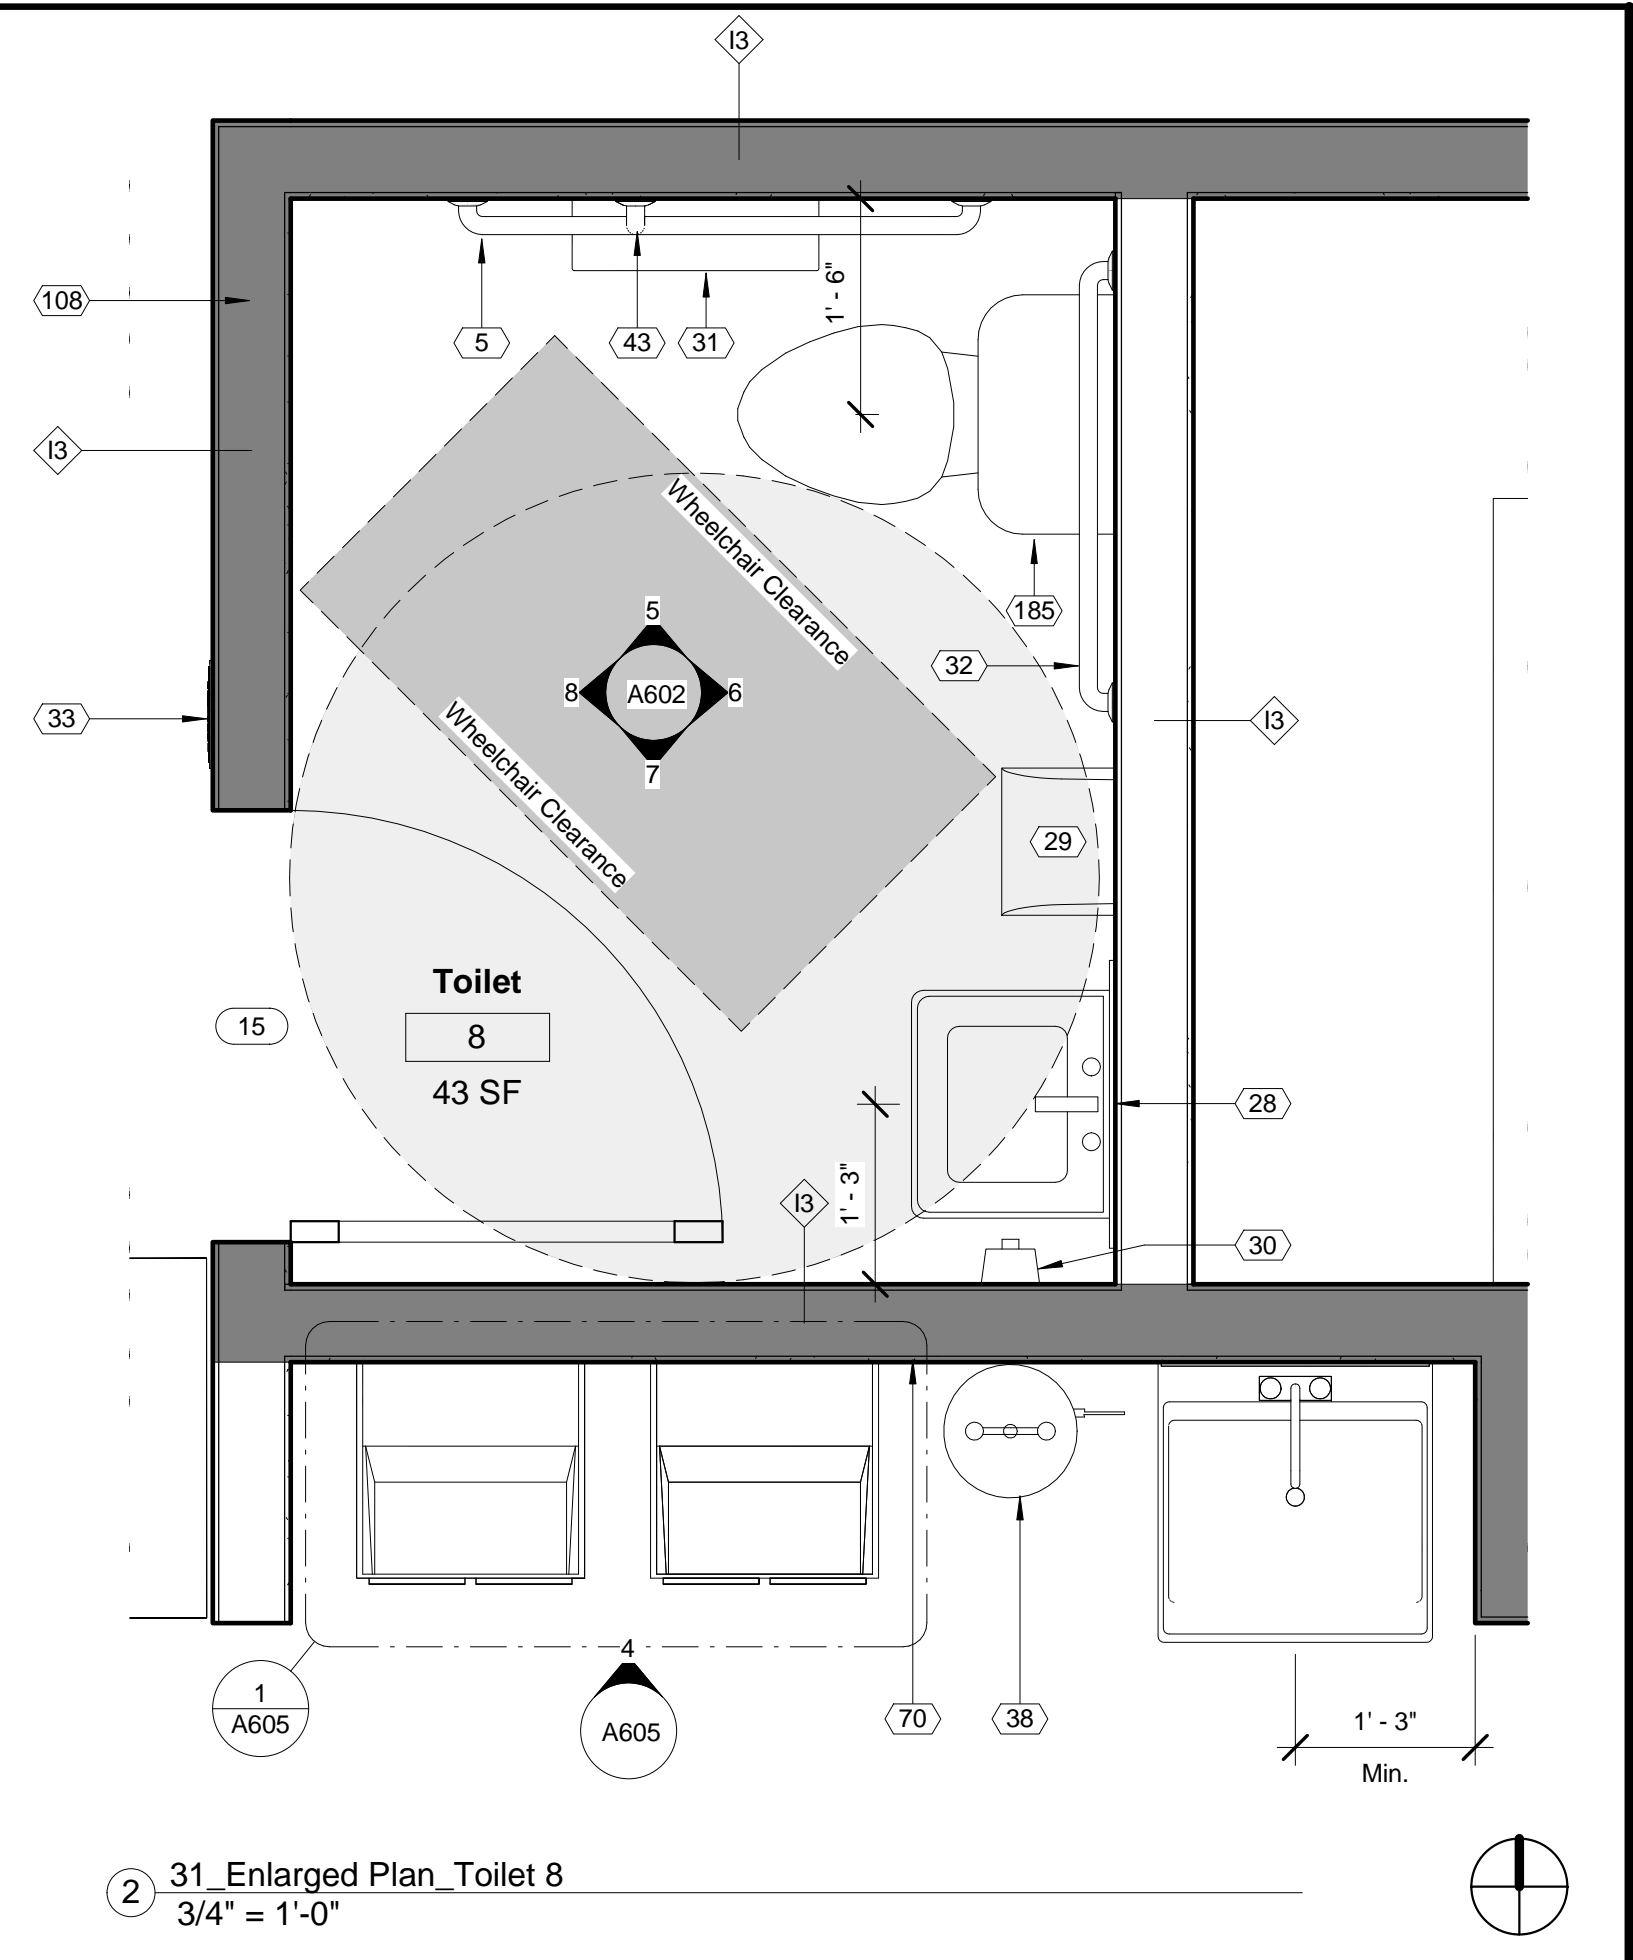 I3
108
5
43
31
1' - 6"
I3
Wheelchair Clearance
185
5
8
A602
6
7
32
33
Wheelchair Clearance
I3
29
Toilet
8
43 SF
15
28
1' - 3"
I3
30
4
1
A605
A605
70
38
1' - 3"
Min.
2
31_Enlarged Plan_Toilet 8
3/4" = 1'-0"